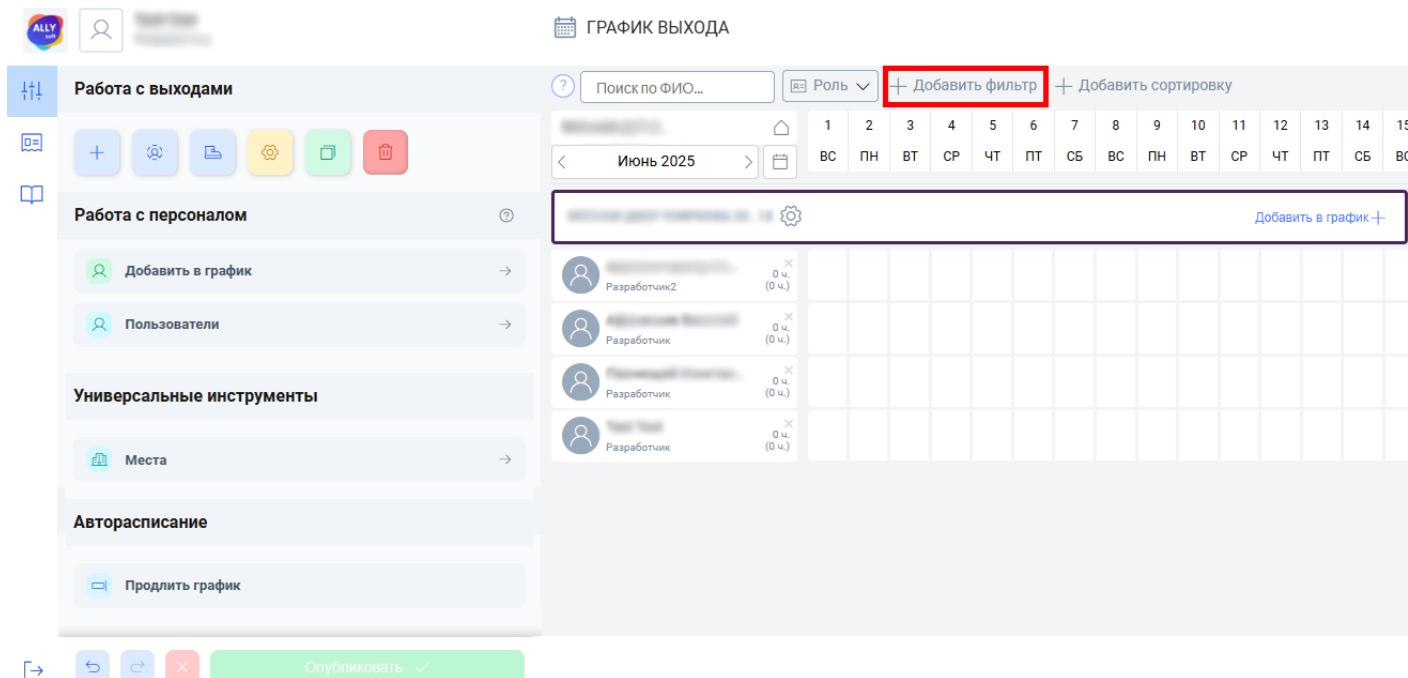 ALLY
soft
ГРАФИК ВЫХОДА
Работа с выходами
Работа с персоналом
Добавить в график
Пользователи
Универсальные инструменты
Места
Авторасписание
Продлить график
Опубликовать
? Поиск по ФИО... Роль Добавить фильтр Добавить сортировку
1 2 3 4 5 6 7 8 9 10 11 12 13 14 15
Июнь 2025 ВС ПН ВТ СР ЧТ ПТ СБ ВС ПН ВТ СР ЧТ ПТ СБ
Добавить в график
0 ч.
Разработчик2 (0 ч.)
0 ч.
Разработчик (0 ч.)
0 ч.
Разработчик (0 ч.)
Test Test 0 ч.
Разработчик (0 ч.)